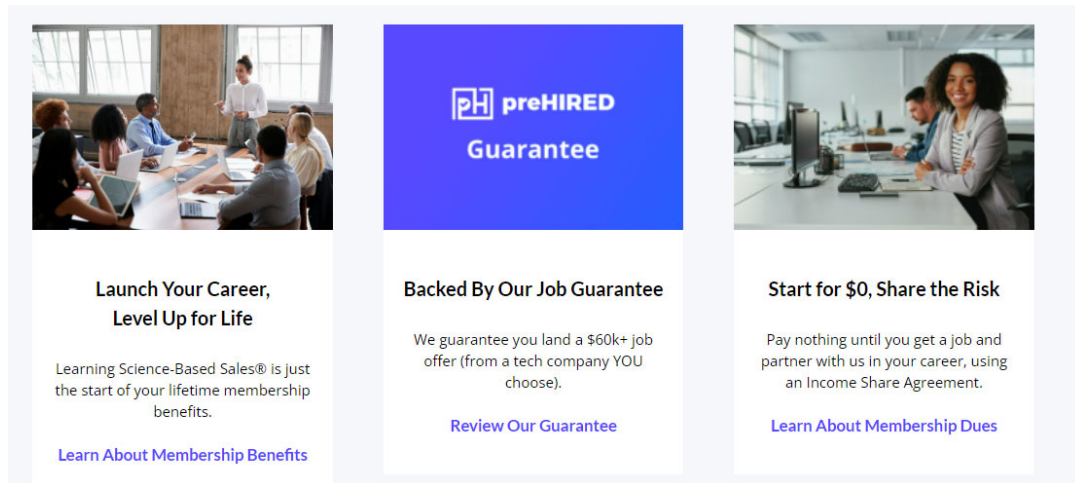 pH preHIRED
Guarantee
Launch Your Career,
Level Up for Life
Learning Science-Based Sales® is just
the start of your lifetime membership
benefits.
Learn About Membership Benefits
Backed By Our Job Guarantee
We guarantee you land a $60k+ job
offer (from a tech company YOU
choose).
Review Our Guarantee
Start for $0, Share the Risk
Pay nothing until you get a job and
partner with us in your career, using
an Income Share Agreement.
Learn About Membership Dues